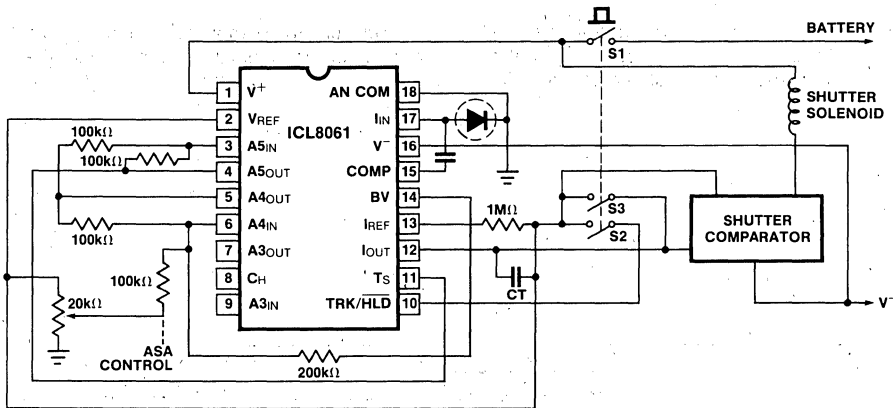 BATTERY
S1
SHUTTER
SOLENOID
ICL8061
1 V+
2 VREF
3 A5IN
4 A5OUT
5 A4OUT
6 A4IN
7 A3OUT
8 CH
9 A3IN
AN COM 18
IIN 17
V− 16
COMP 15
BV 14
IREF 13
IOUT 12
TS 11
TRK/HLD 10
100kΩ
100kΩ
100kΩ
100kΩ
20kΩ
ASA
CONTROL
200kΩ
1MΩ
CT
S3
S2
SHUTTER
COMPARATOR
V−